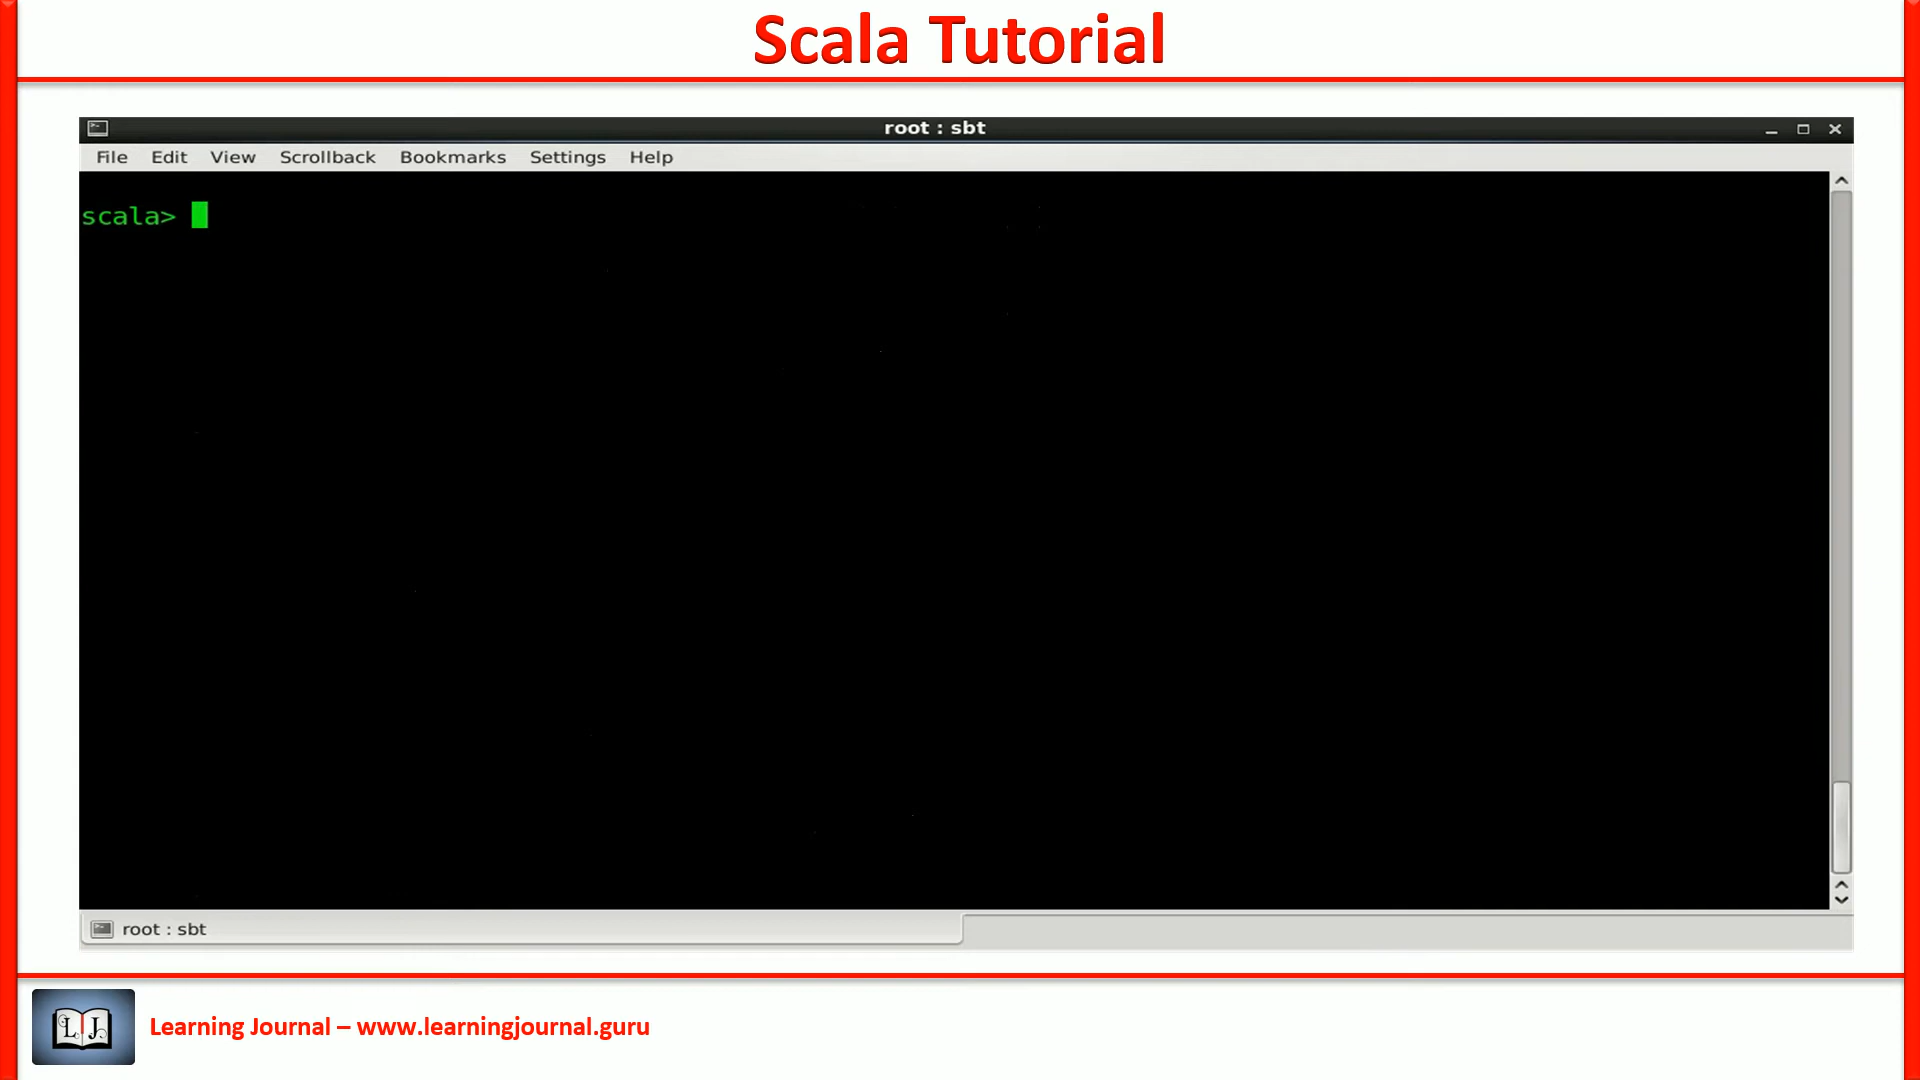 Scala Tutorial
root : sbt
File Edit View Scrollback Bookmarks Settings Help
scala>
root : sbt
L J
Learning Journal – www.learningjournal.guru